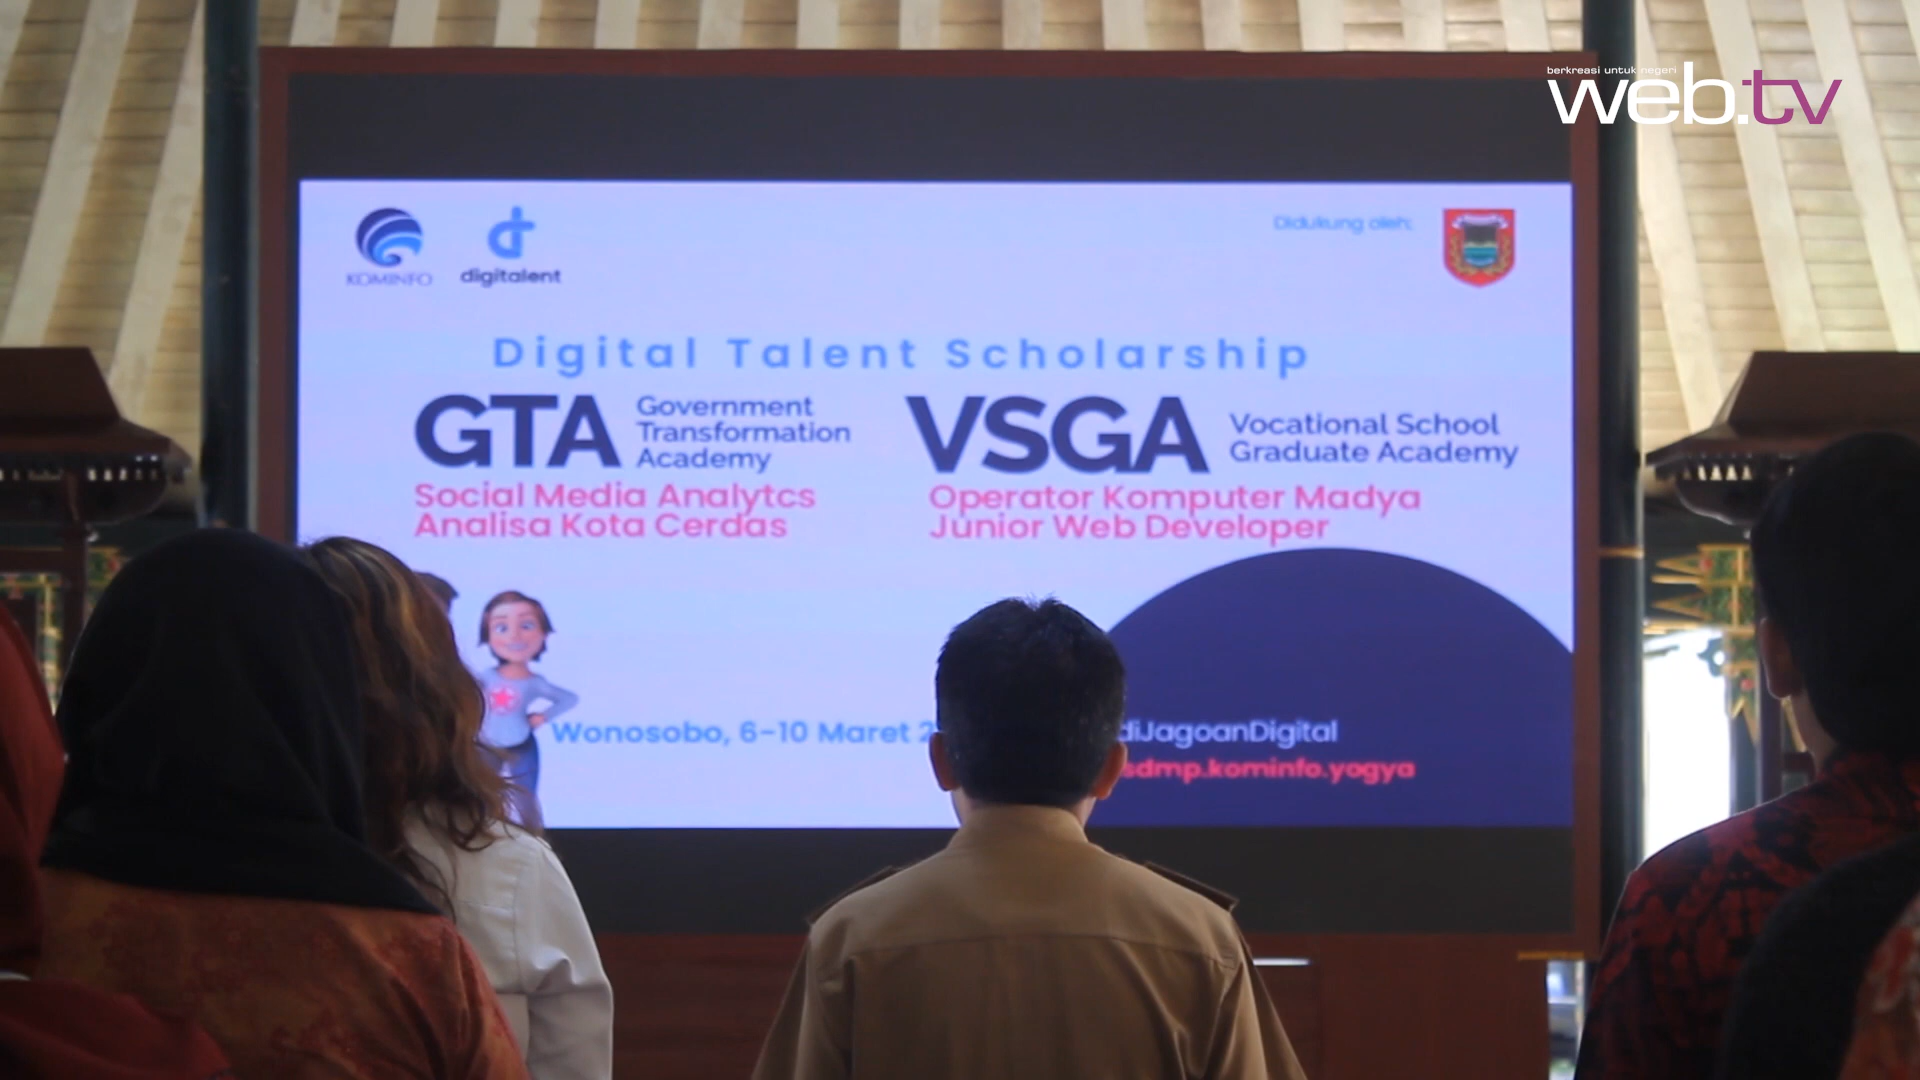 berkreasi untuk negeri
web.tv
KOMINFO
digitalent
Didukung oleh:
Digital Talent Scholarship
GTA
Government
Transformation
Academy
Social Media Analytcs
Analisa Kota Cerdas
VSGA
Vocational School
Graduate Academy
Operator Komputer Madya
Junior Web Developer
Wonosobo, 6-10 Maret 2
diJagoanDigital
sdmp.kominfo.yogya